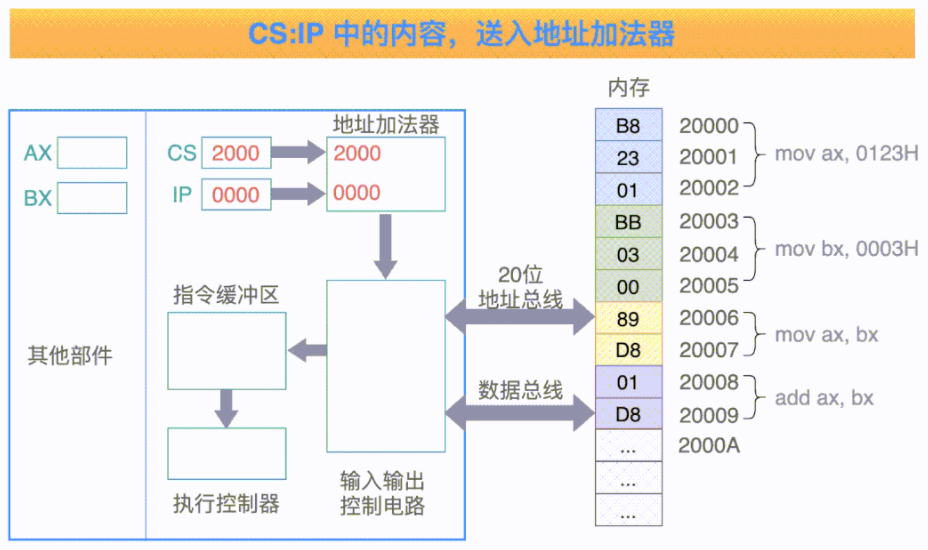 CS:IP 中的内容，送入地址加法器
内存
地址加法器
AX
BX
CS 2000
IP 0000
2000
0000
指令缓冲区
其他部件
执行控制器
输入输出
控制电路
20位
地址总线
数据总线
B8 20000
23 20001
01 20002
mov ax, 0123H
BB 20003
03 20004
00 20005
mov bx, 0003H
89 20006
D8 20007
mov ax, bx
01 20008
D8 20009
add ax, bx
... 2000A
...
...